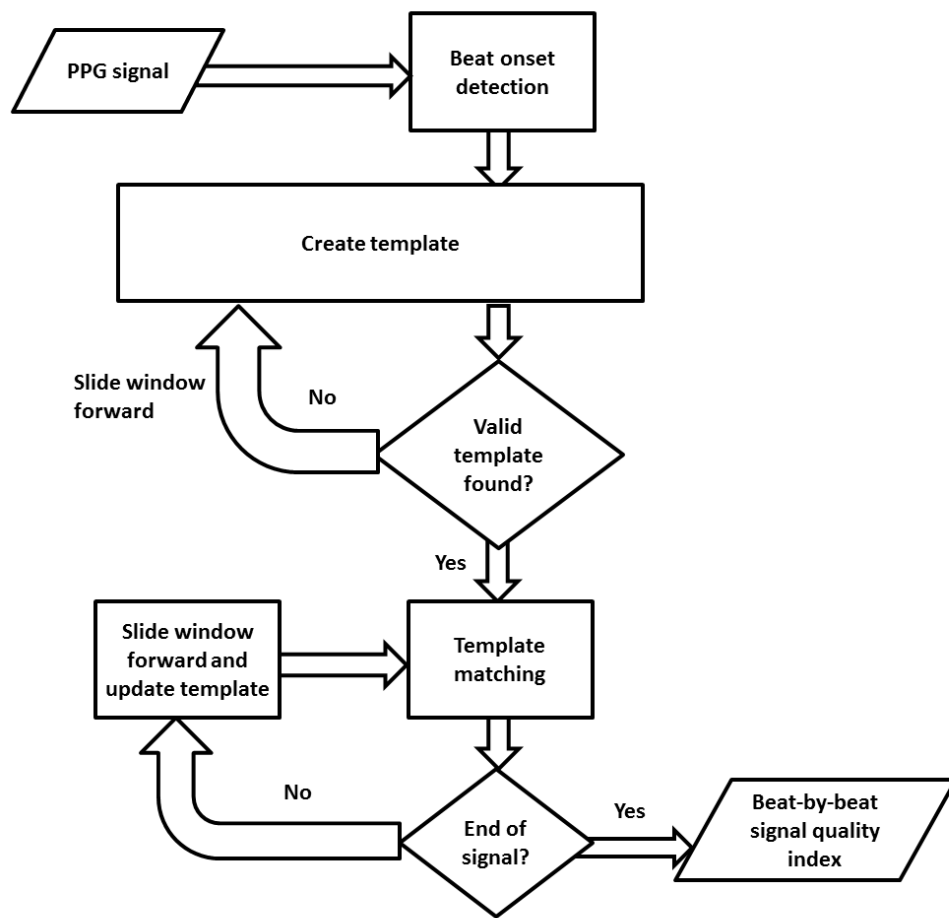 PPG signal
Beat onset
detection
Create template
Slide window
forward
No
Valid
template
found?
Yes
Slide window
forward and
update template
Template
matching
No
End of
signal?
Yes
Beat-by-beat
signal quality
index